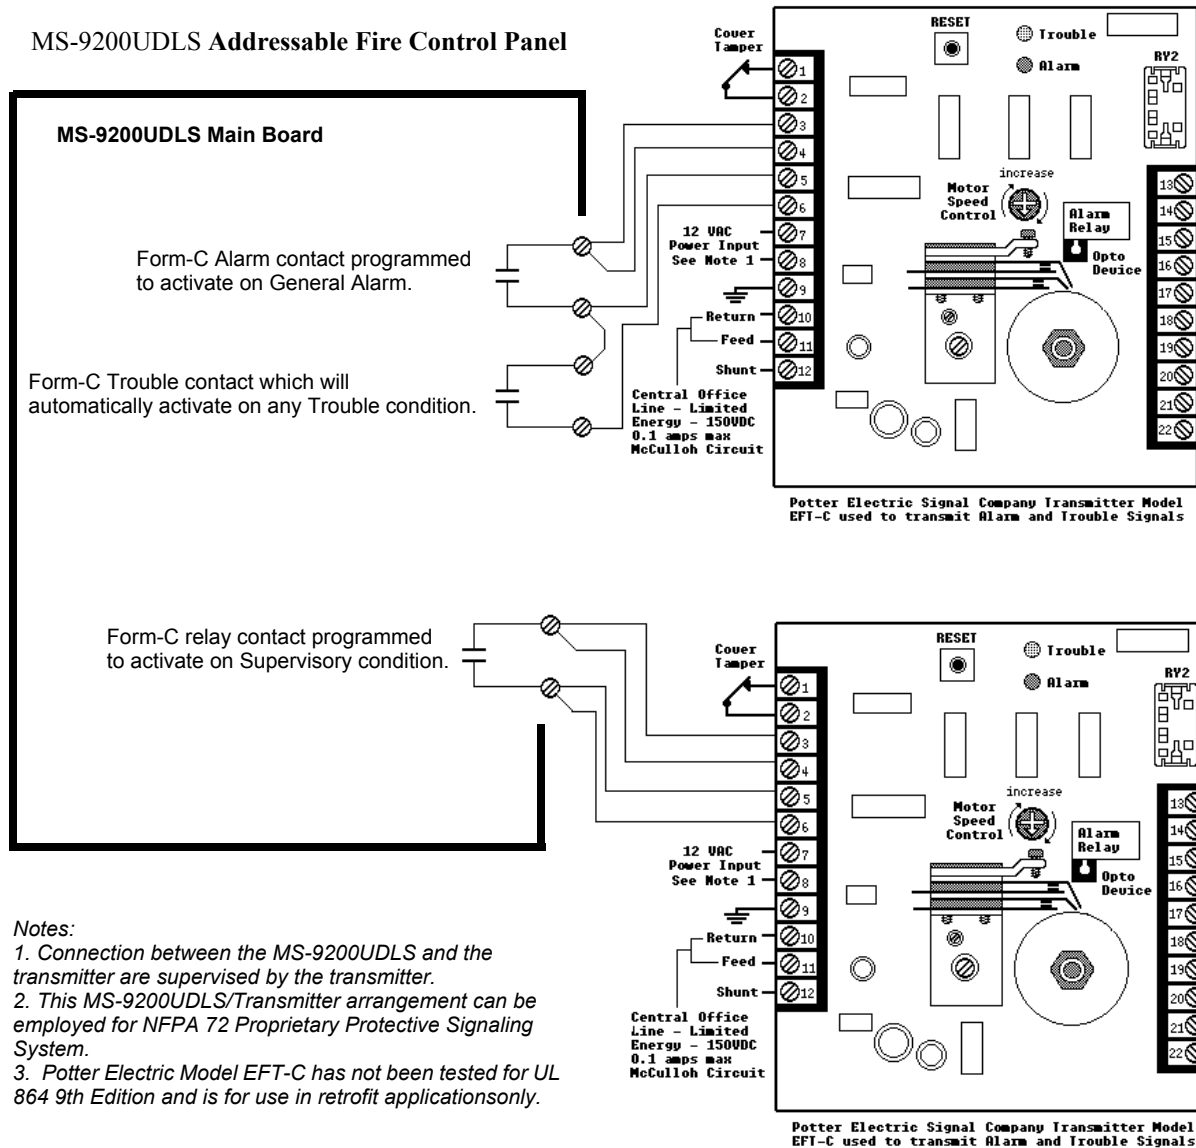 MS-9200UDLS Addressable Fire Control Panel
MS-9200UDLS Main Board
Form-C Alarm contact programmed
to activate on General Alarm.
Form-C Trouble contact which will
automatically activate on any Trouble condition.
Cover
Tamper
1
2
3
4
5
6
12 VAC
Power Input
See Note 1
7
8
9
Return
10
Feed
11
Shunt
12
Central Office
Line - Limited
Energy - 150VDC
0.1 amps max
McCulloh Circuit
RESET
Trouble
Alarm
RY2
increase
Motor
Speed
Control
Alarm
Relay
Opto
Device
13
14
15
16
17
18
19
20
21
22
Potter Electric Signal Company Transmitter Model
EFT-C used to transmit Alarm and Trouble Signals
Form-C relay contact programmed
to activate on Supervisory condition.
Cover
Tamper
1
2
3
4
5
6
12 VAC
Power Input
See Note 1
7
8
9
Return
10
Feed
11
Shunt
12
Central Office
Line - Limited
Energy - 150VDC
0.1 amps max
McCulloh Circuit
RESET
Trouble
Alarm
RY2
increase
Motor
Speed
Control
Alarm
Relay
Opto
Device
13
14
15
16
17
18
19
20
21
22
Potter Electric Signal Company Transmitter Model
EFT-C used to transmit Alarm and Trouble Signals
Notes:
1. Connection between the MS-9200UDLS and the
transmitter are supervised by the transmitter.
2. This MS-9200UDLS/Transmitter arrangement can be
employed for NFPA 72 Proprietary Protective Signaling
System.
3. Potter Electric Model EFT-C has not been tested for UL
864 9th Edition and is for use in retrofit applicationsonly.